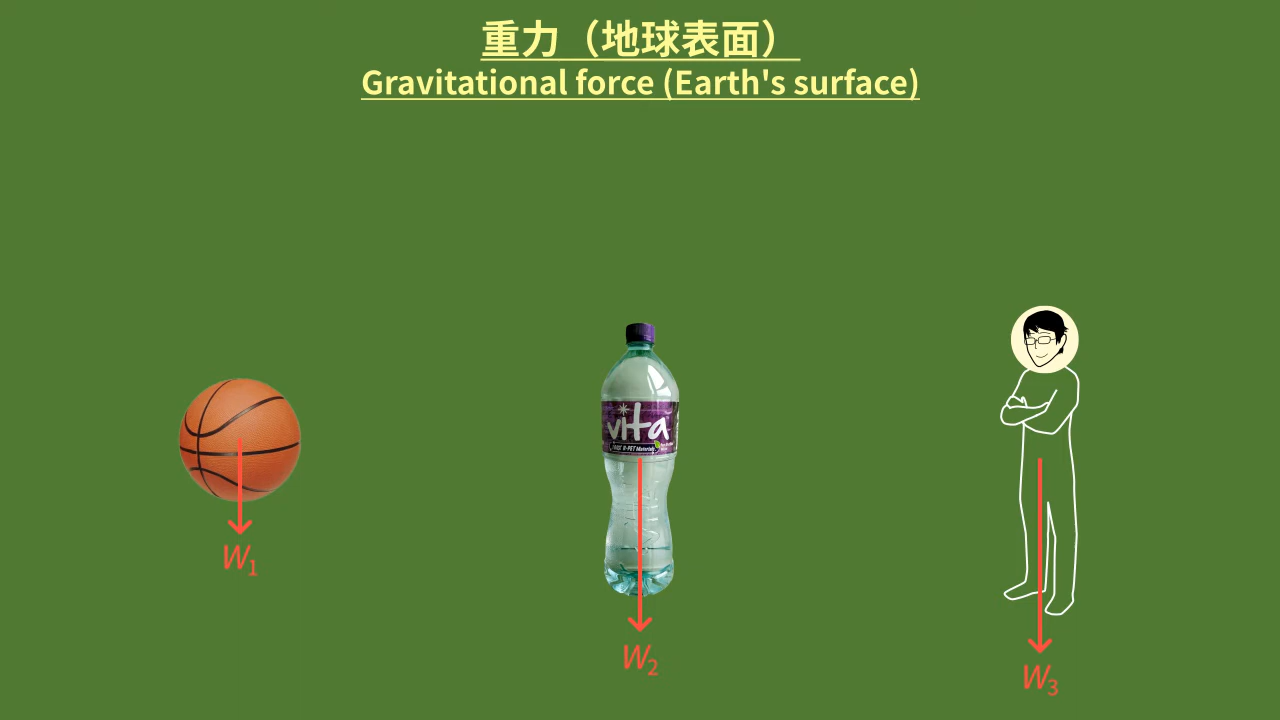 重力（地球表面）
Gravitational force (Earth's surface)
vita
W1
W2
W3